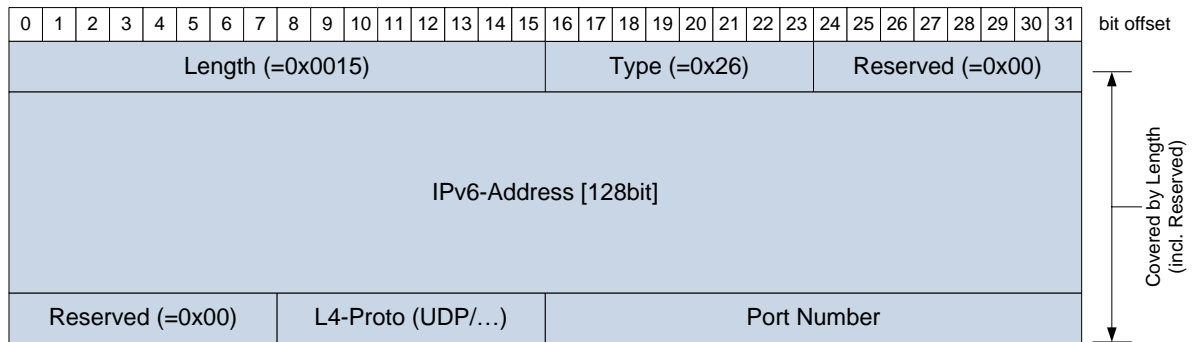 0 1 2 3 4 5 6 7 8 9 10 11 12 13 14 15 16 17 18 19 20 21 22 23 24 25 26 27 28 29 30 31 bit offset
Length (=0x0015) Type (=0x26) Reserved (=0x00)
IPv6-Address [128bit]
Reserved (=0x00) L4-Proto (UDP/…) Port Number
Covered by Length
(incl. Reserved)